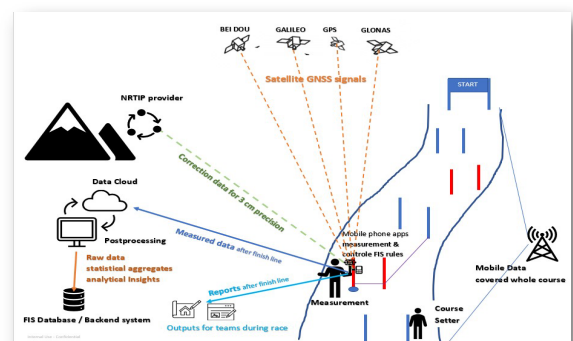 BEI DOU
GALILEO
GPS
GLONAS
Satellite GNSS signals
START
NRTIP provider
Correction data for 3 cm precision
Data Cloud
Postprocessing
Measured data after finish line
Mobile phone apps
measurement &
controle FIS rules
Raw data
statistical aggregates
analytical insights
Reports after finish line
Measurement
Mobile Data
covered whole course
Course
Setter
FIS Database / Backend system
Outputs for teams during race